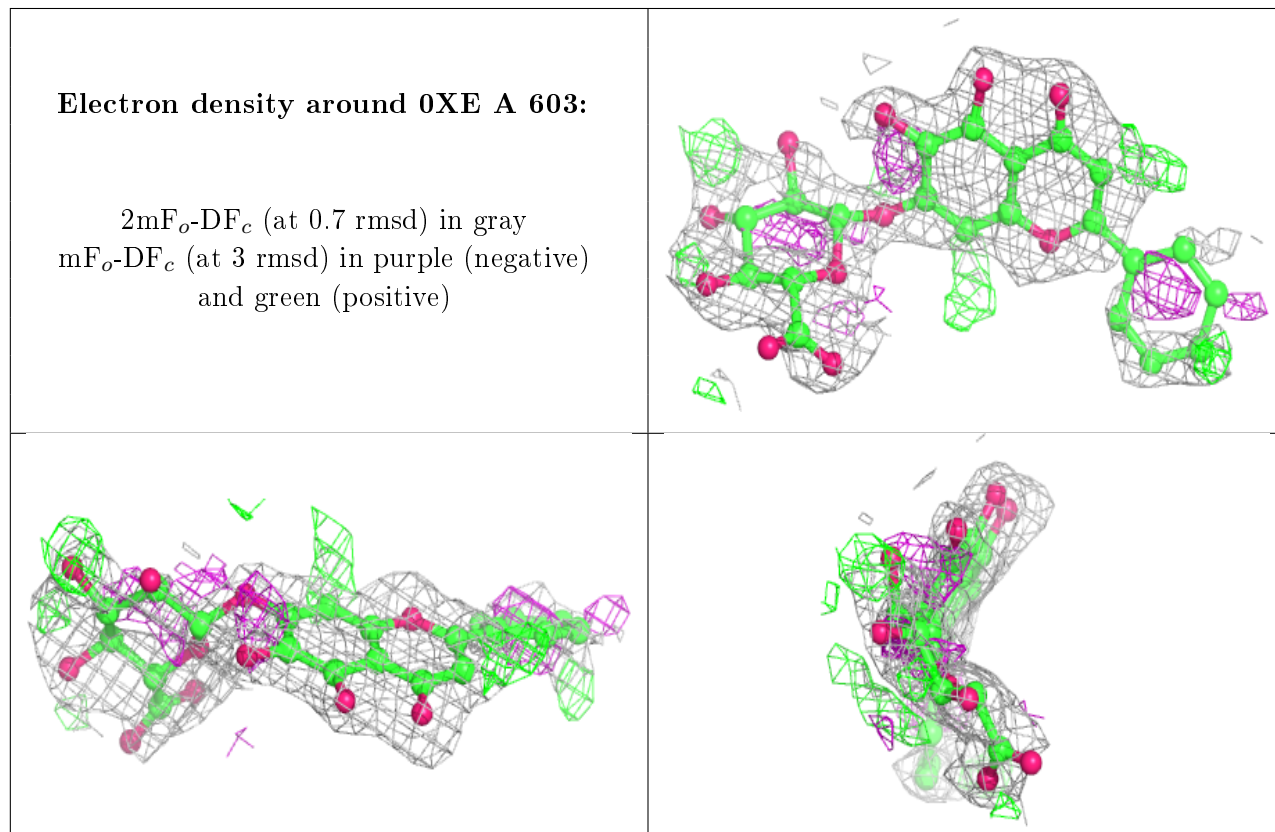 Electron density around 0XE A 603:
2mFo-DFc (at 0.7 rmsd) in gray
mFo-DFc (at 3 rmsd) in purple (negative)
and green (positive)